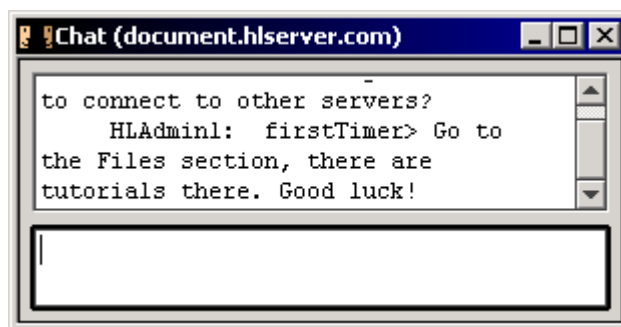 Chat (document.hlserver.com)
to connect to other servers?
HLAdmin1:  firstTimer> Go to
the Files section, there are
tutorials there. Good luck!